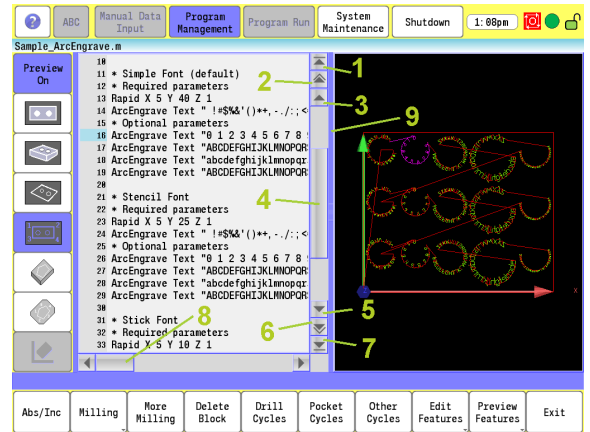 ?
ABC
Manual Data Input
Program Management
Program Run
System Maintenance
Shutdown
1:08pm
Sample_ArcEngrave.m
Preview On
10
11 * Simple Font (default)
12 * Required parameters
13 Rapid X 5 Y 40 Z 1
14 ArcEngrave Text " !#$%&'()*+,-./:;<
15 * Optional parameters
16 ArcEngrave Text "0 1 2 3 4 5 6 7 8
17 ArcEngrave Text "ABCDEFGHIJKLMNOPQR
18 ArcEngrave Text "abcdefghijklmnopqr
19 ArcEngrave Text "ABCDEFGHIJKLMNOPQR
20
21 * Stencil Font
22 * Required parameters
23 Rapid X 5 Y 25 Z 1
24 ArcEngrave Text " !#$%&'()*+,-./:;<
25 * Optional parameters
26 ArcEngrave Text "0 1 2 3 4 5 6 7 8
27 ArcEngrave Text "ABCDEFGHIJKLMNOPQR
28 ArcEngrave Text "abcdefghijklmnopqr
29 ArcEngrave Text "ABCDEFGHIJKLMNOPQR
30
31 * Stick Font
32 * Required parameters
33 Rapid X 5 Y 10 Z 1
1
2
3
9
4
5
6
7
8
X
Abs/Inc
Milling
More Milling
Delete Block
Drill Cycles
Pocket Cycles
Other Cycles
Edit Features
Preview Features
Exit